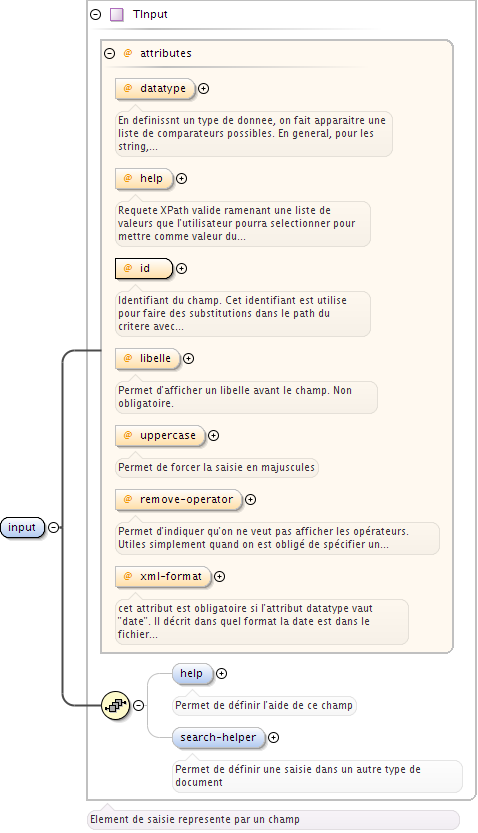 TInput
@ attributes
@ datatype
En definissnt un type de donnee, on fait apparaitre une
liste de comparateurs possibles. En general, pour les
string,...
@ help
Requete XPath valide ramenant une liste de
valeurs que l'utilisateur pourra selectionner pour
mettre comme valeur du...
@ id
Identifiant du champ. Cet identifiant est utilise
pour faire des substitutions dans le path du
critere avec...
@ libelle
Permet d'afficher un libelle avant le champ. Non
obligatoire.
@ uppercase
Permet de forcer la saisie en majuscules
@ remove-operator
Permet d'indiquer qu'on ne veut pas afficher les opérateurs.
Utiles simplement quand on est obligé de spécifier un...
@ xml-format
cet attribut est obligatoire si l'attribut datatype vaut
"date". Il décrit dans quel format la date est dans le
fichier...
input
help
Permet de définir l'aide de ce champ
search-helper
Permet de définir une saisie dans un autre type de
document
Element de saisie represente par un champ